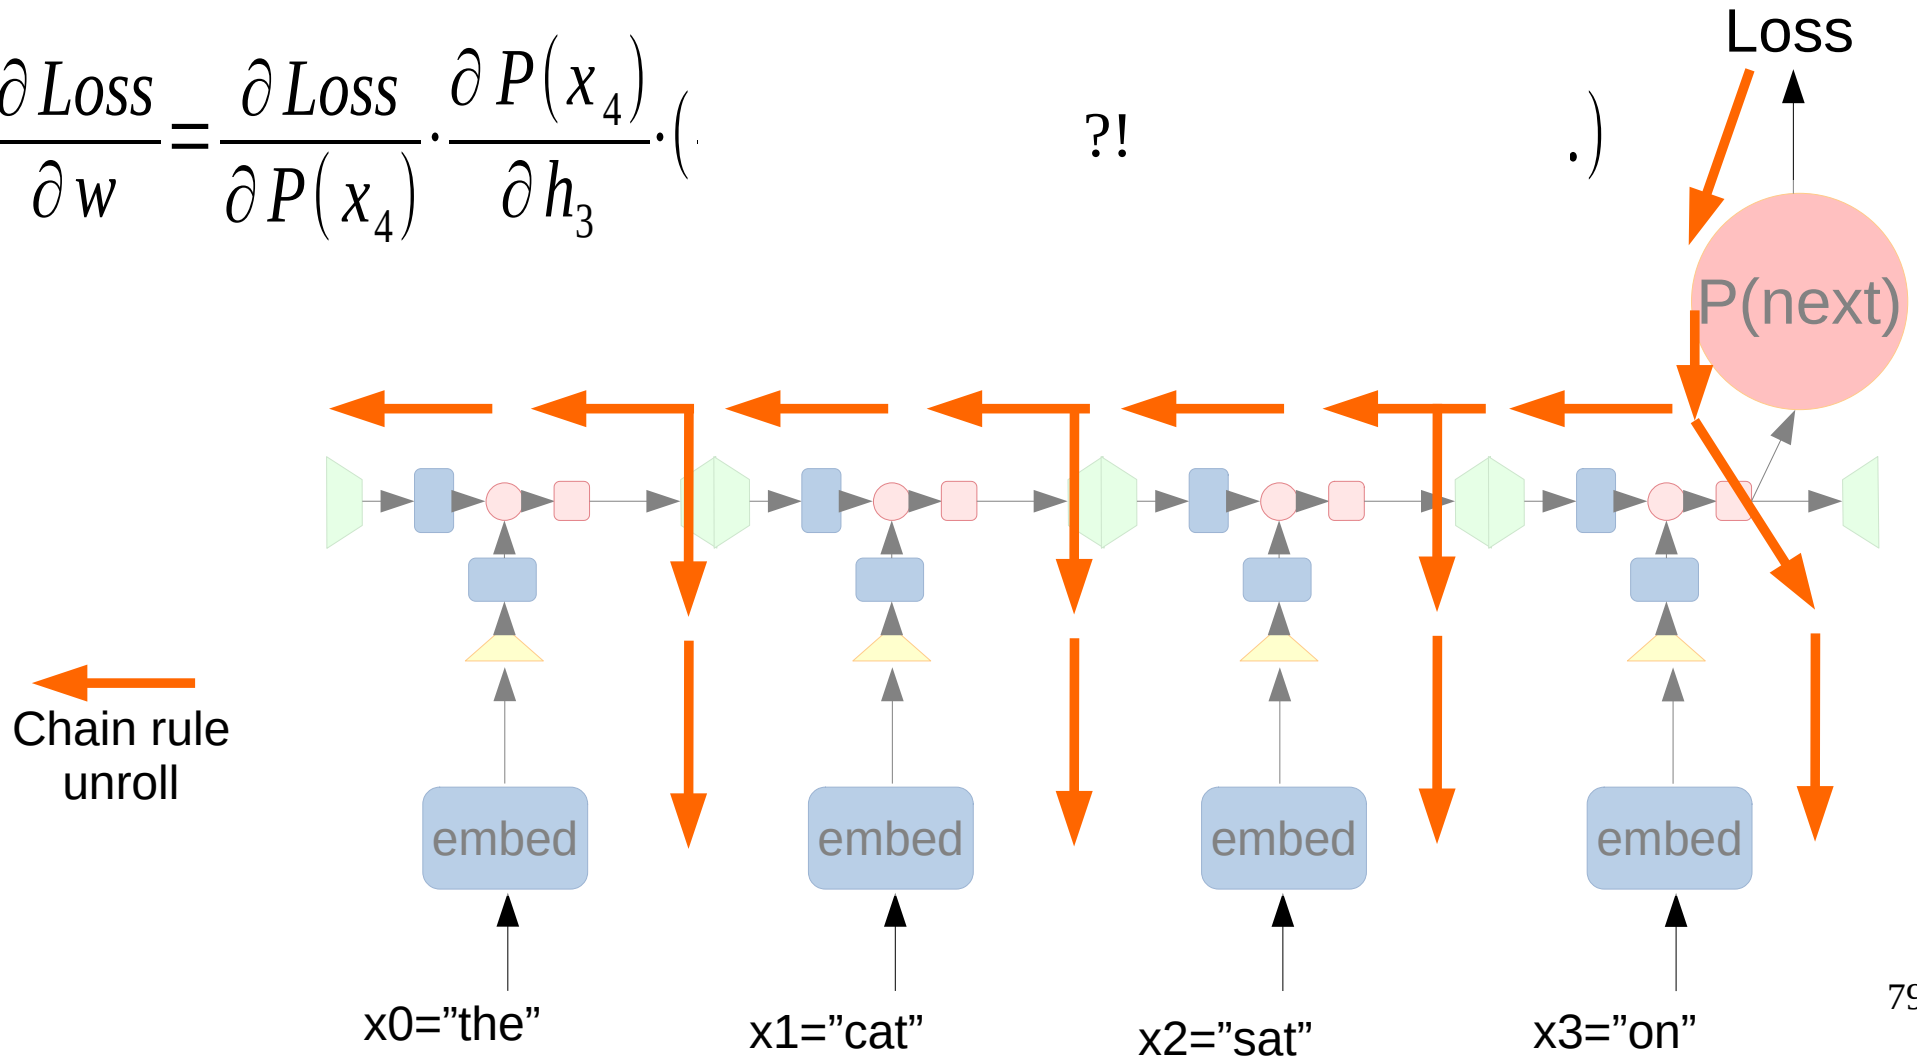 Loss
∂Loss/∂w = ∂Loss/∂P(x₄) · ∂P(x₄)/∂h₃ · ( ?! .)
P(next)
Chain rule
unroll
embed embed embed embed
x0=”the” x1=”cat” x2=”sat” x3=”on”
79